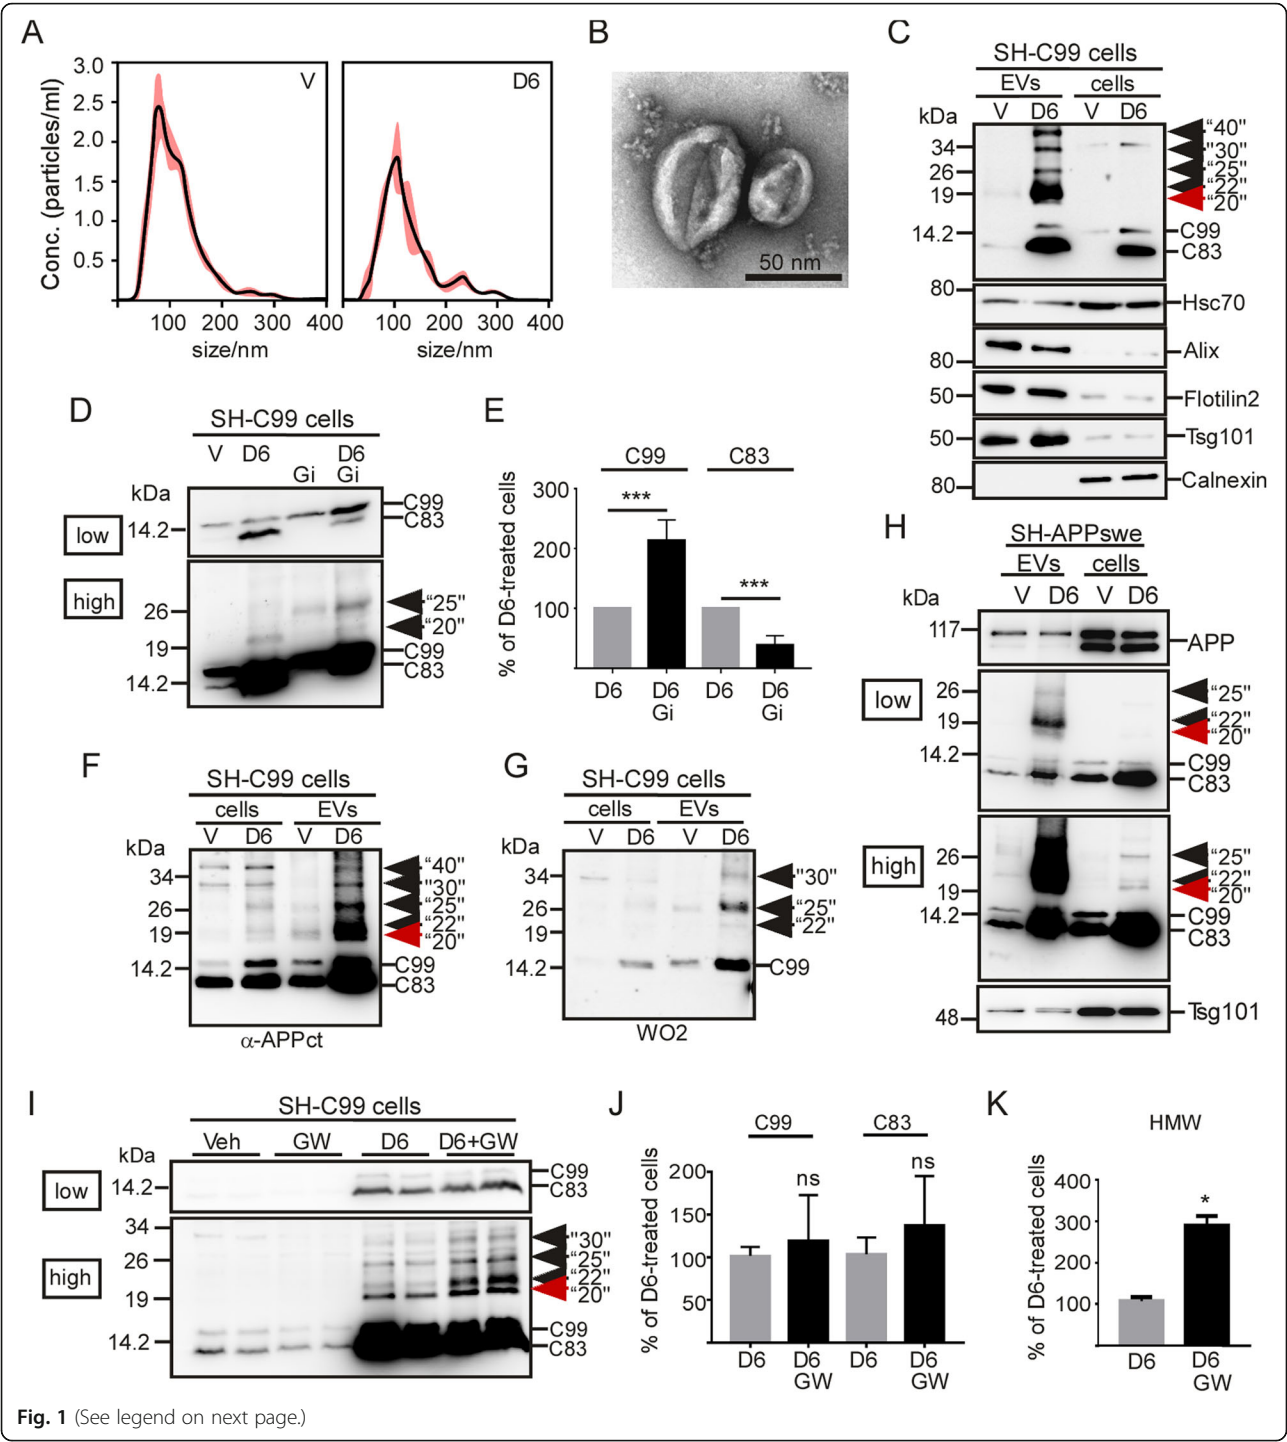 A
V
D6
Conc. (particles/ml)
3.0
2.5
2.0
1.5
1.0
0.5
100 200 300 400
100 200 300 400
size/nm
size/nm
B
50 nm
C
SH-C99 cells
EVs cells
V D6 V D6
kDa
34
26
19
14.2
"40"
"30"
"25"
"22"
"20"
C99
C83
80
Hsc70
80
Alix
50
Flotilin2
50
Tsg101
80
Calnexin
D
SH-C99 cells
V D6 Gi D6 Gi
kDa
low
14.2
C99
C83
high
26
19
14.2
"25"
"20"
C99
C83
E
C99 C83
% of D6-treated cells
300
200
100
***
***
D6 D6 D6 D6
Gi Gi
F
SH-C99 cells
cells EVs
V D6 V D6
kDa
34
26
19
14.2
"40"
"30"
"25"
"22"
"20"
C99
C83
α-APPct
G
SH-C99 cells
cells EVs
V D6 V D6
kDa
34
26
19
14.2
"30"
"25"
"22"
C99
WO2
H
SH-APPswe
EVs cells
V D6 V D6
kDa
117
APP
low
26
19
14.2
"25"
"22"
"20"
C99
C83
high
26
19
14.2
"25"
"22"
"20"
C99
C83
48
Tsg101
I
SH-C99 cells
Veh GW D6 D6+GW
kDa
low
14.2
C99
C83
high
34
26
19
14.2
"30"
"25"
"22"
"20"
C99
C83
J
C99 C83
% of D6-treated cells
200
150
100
50
ns
ns
D6 D6 D6 D6
GW GW
K
HMW
% of D6-treated cells
400
300
200
100
*
D6 D6
GW
Fig. 1 (See legend on next page.)